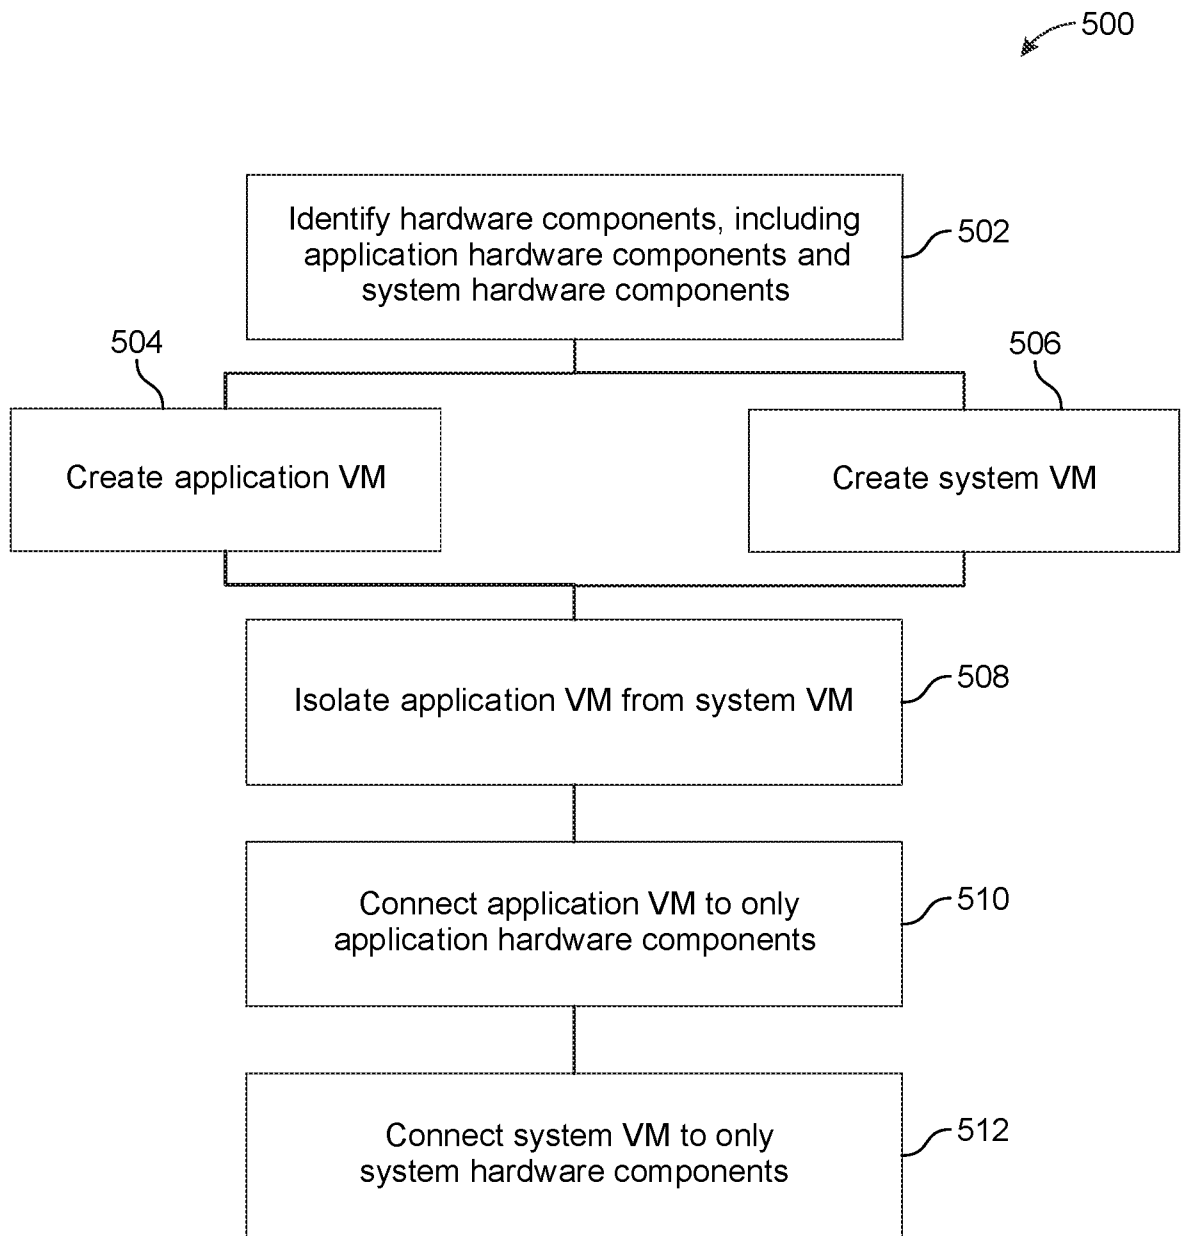 500
Identify hardware components, including
application hardware components and
system hardware components
502
504
506
Create application VM
Create system VM
Isolate application VM from system VM
508
Connect application VM to only
application hardware components
510
Connect system VM to only
system hardware components
512